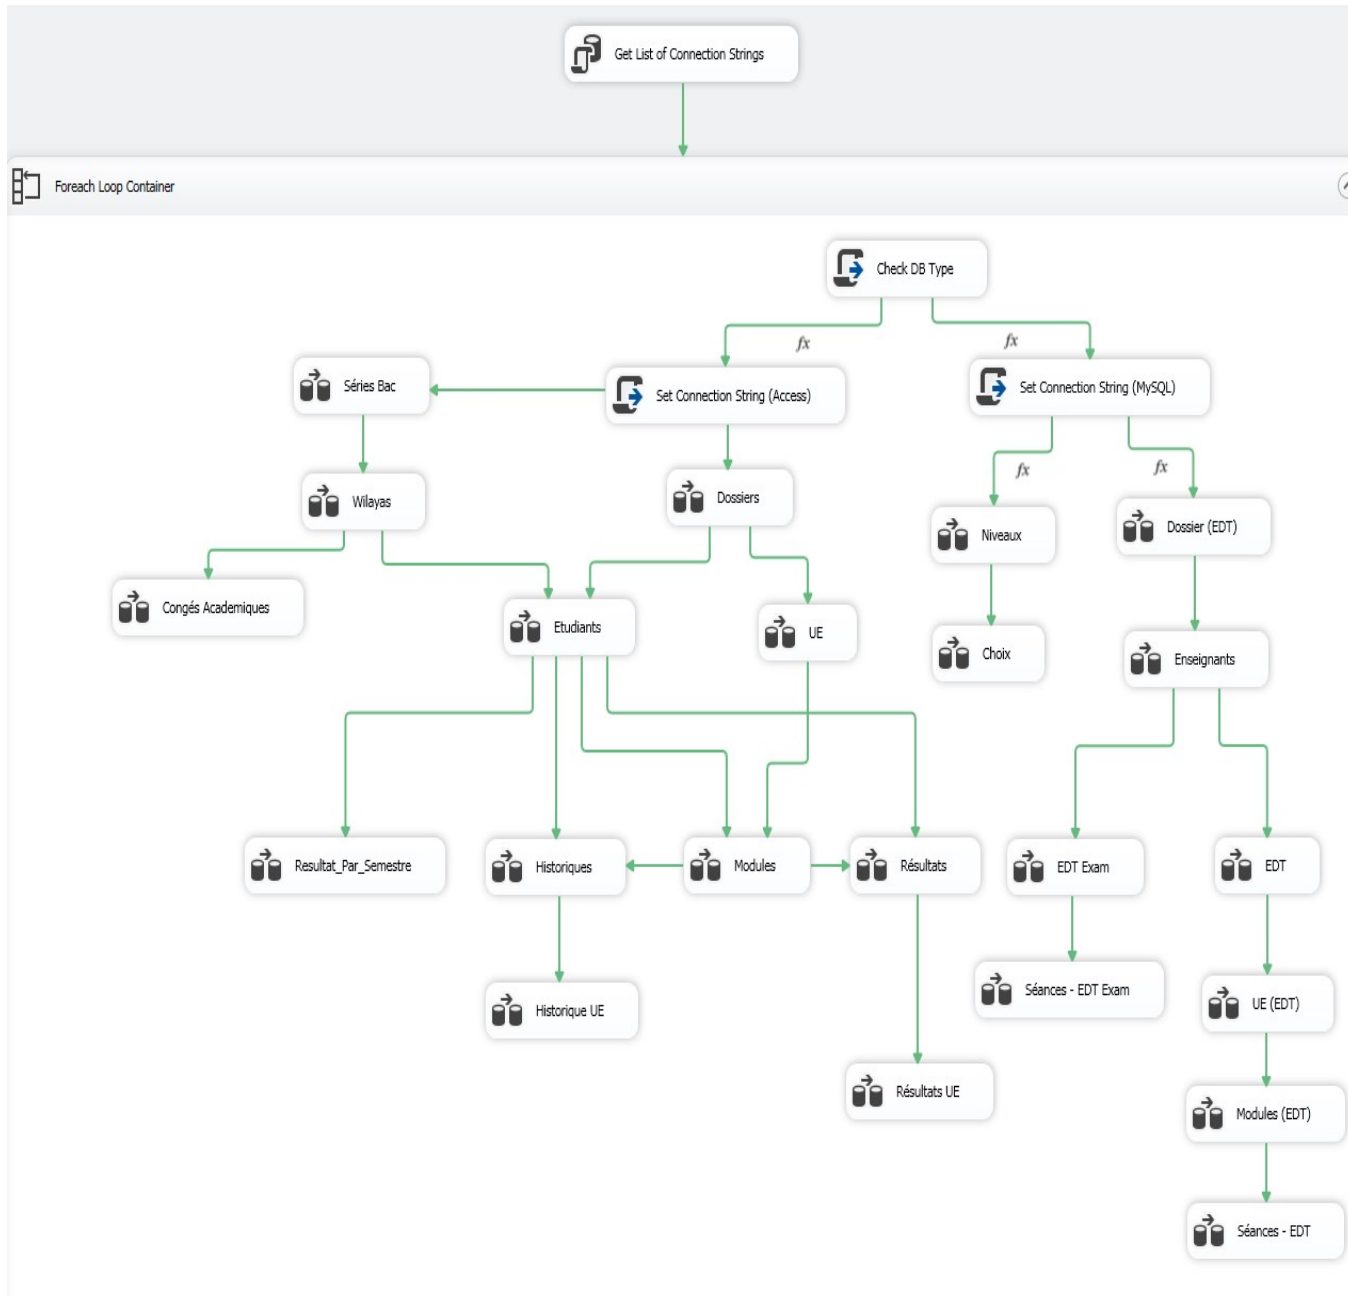 Get List of Connection Strings
Foreach Loop Container
Check DB Type
fx
fx
Séries Bac
Set Connection String (Access)
Set Connection String (MySQL)
fx
fx
Wilayas
Dossiers
Niveaux
Dossier (EDT)
Congés Academiques
Etudiants
UE
Choix
Enseignants
Resultat_Par_Semestre
Historiques
Modules
Résultats
EDT Exam
EDT
Séances - EDT Exam
Historique UE
UE (EDT)
Résultats UE
Modules (EDT)
Séances - EDT